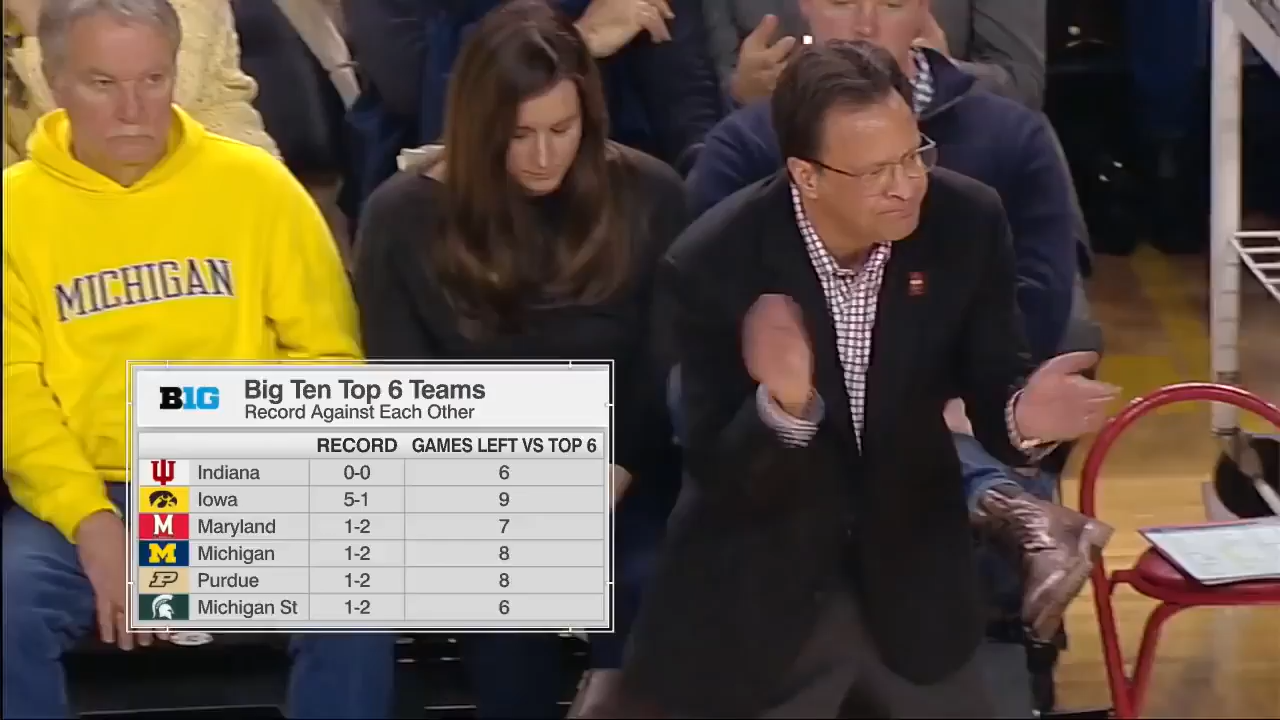 MICHIGAN
B1G Big Ten Top 6 Teams
Record Against Each Other
RECORD GAMES LEFT VS TOP 6
Indiana 0-0 6
Iowa 5-1 9
M Maryland 1-2 7
M Michigan 1-2 8
P Purdue 1-2 8
Michigan St 1-2 6